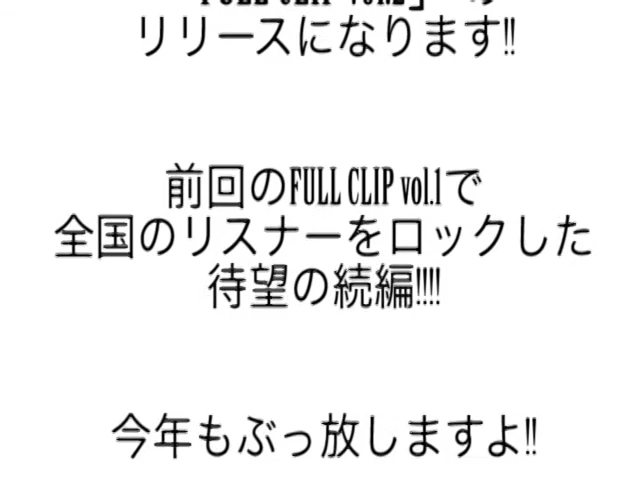 リリースになります!!
前回のFULL CLIP vol.1で
全国のリスナーをロックした
待望の続編!!!!
今年もぶっ放しますよ!!